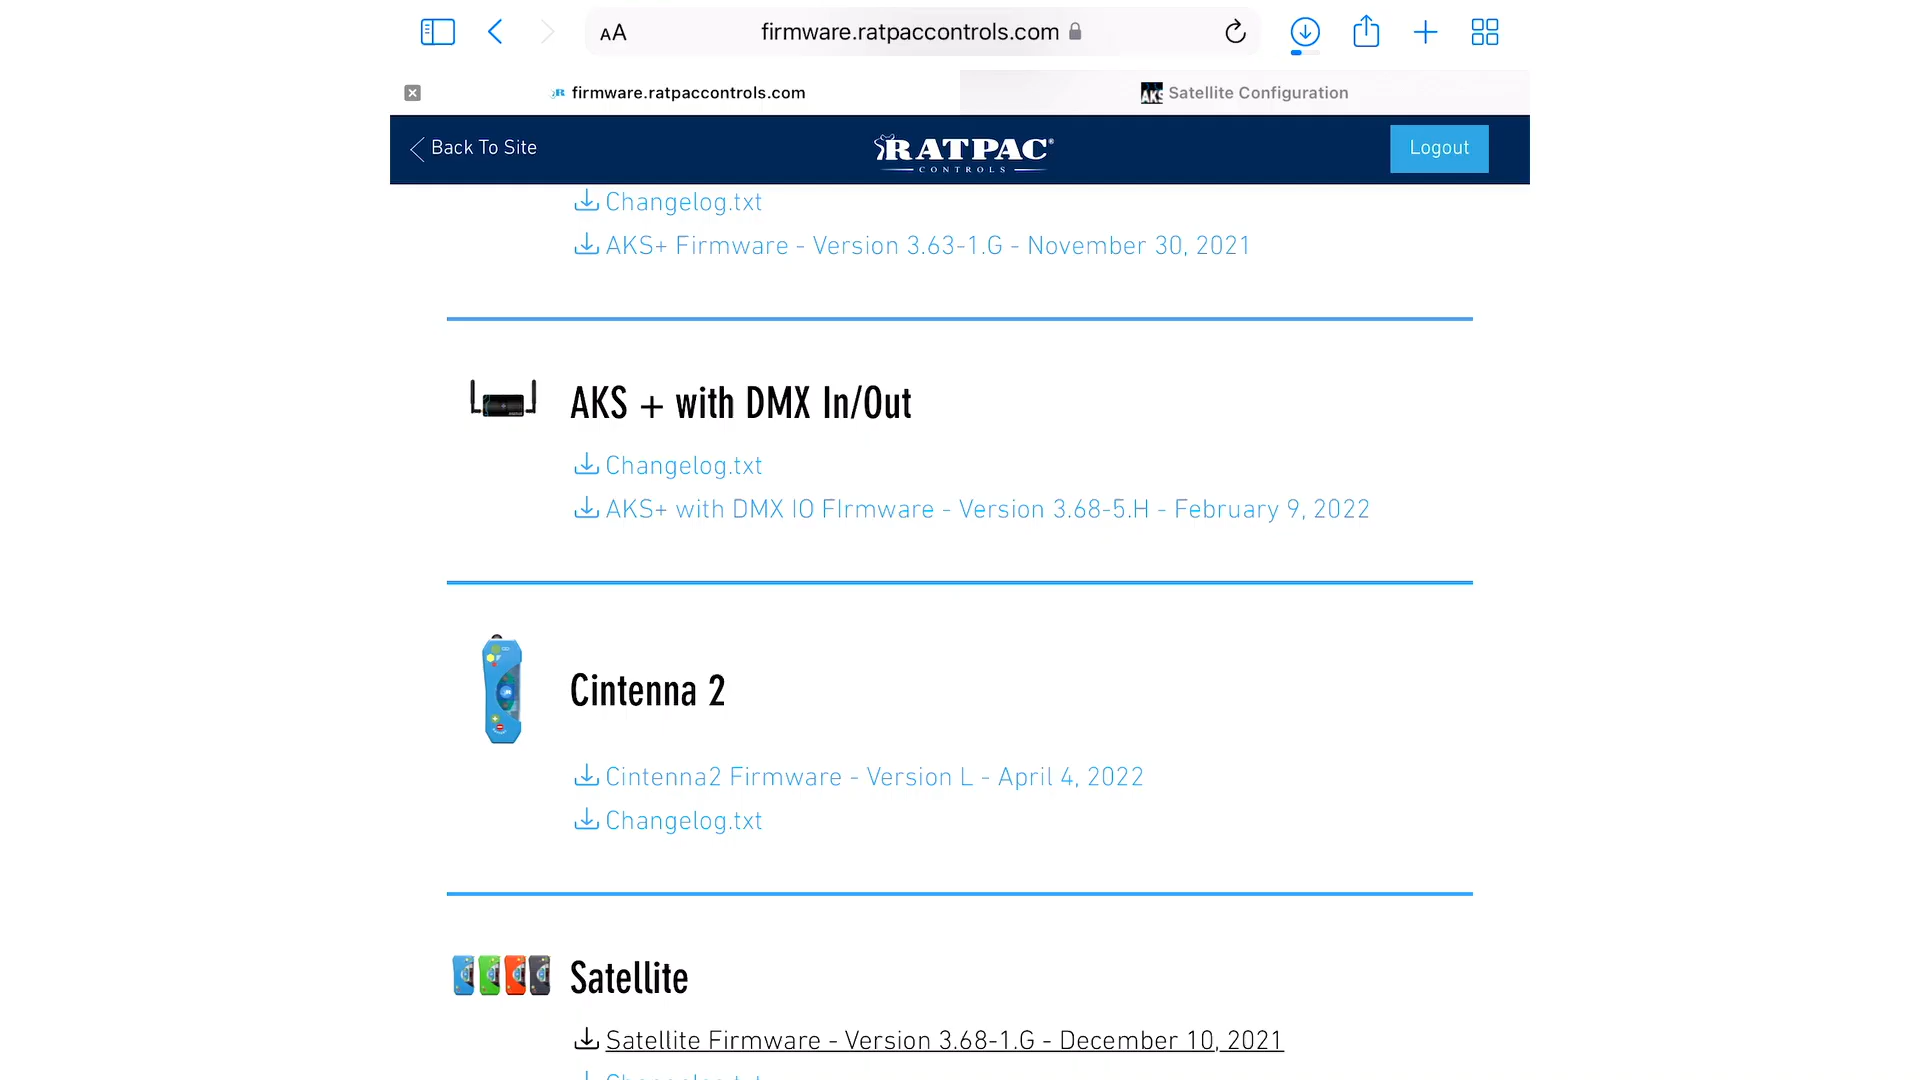 AA
firmware.ratpaccontrols.com
firmware.ratpaccontrols.com
AKS Satellite Configuration
Back To Site
RATPAC®
CONTROLS
Logout
Changelog.txt
AKS+ Firmware - Version 3.63-1.G - November 30, 2021
AKS + with DMX In/Out
Changelog.txt
AKS+ with DMX IO FIrmware - Version 3.68-5.H - February 9, 2022
Cintenna 2
Cintenna2 Firmware - Version L - April 4, 2022
Changelog.txt
Satellite
Satellite Firmware - Version 3.68-1.G - December 10, 2021